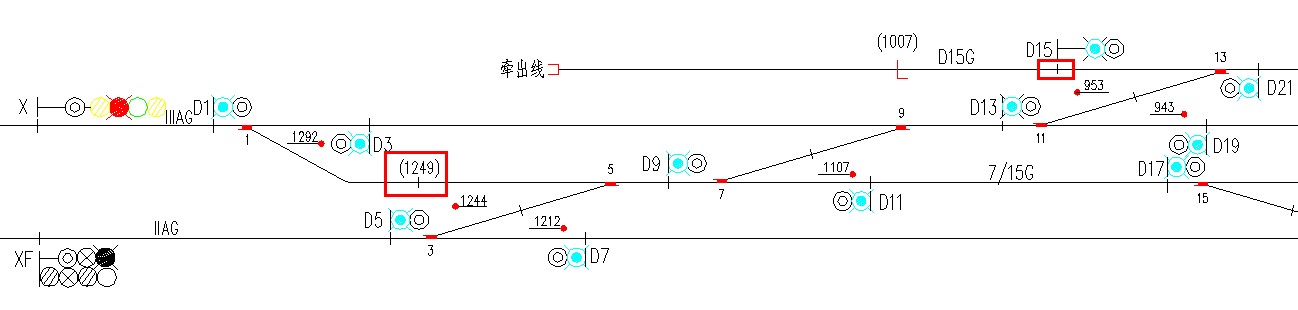 (1007)
D15G
D15
13
牵出线
953
D21
X
D1
IIIAG
943
D13
9
1
1292
D3
11
D19
(1249)
5
D9
1107
7/15G
D17
7
1244
D11
15
D5
1212
IIAG
3
XF
D7